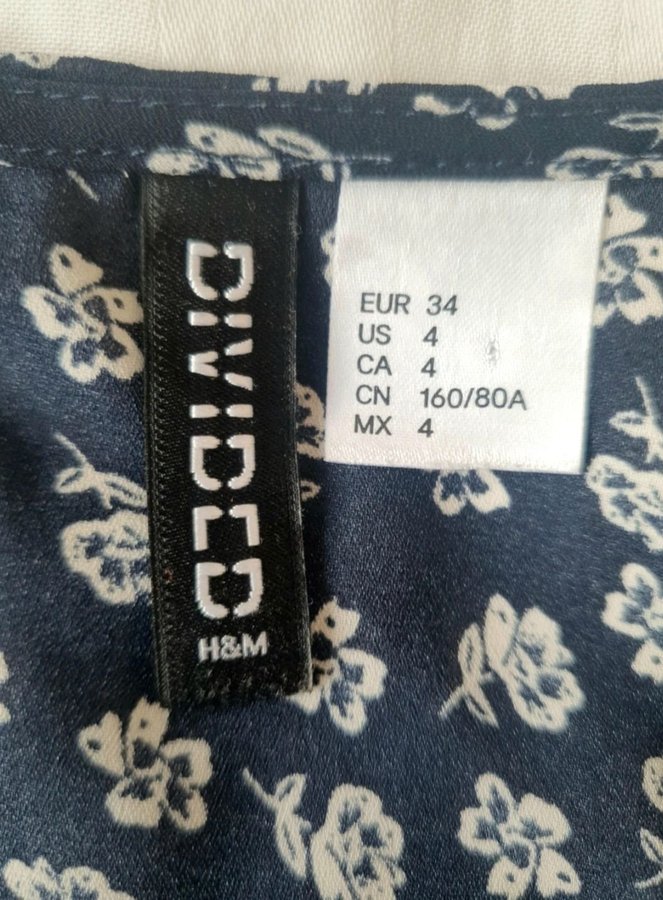 DIVIDED
H&M
EUR 34
US 4
CA 4
CN 160/80A
MX 4